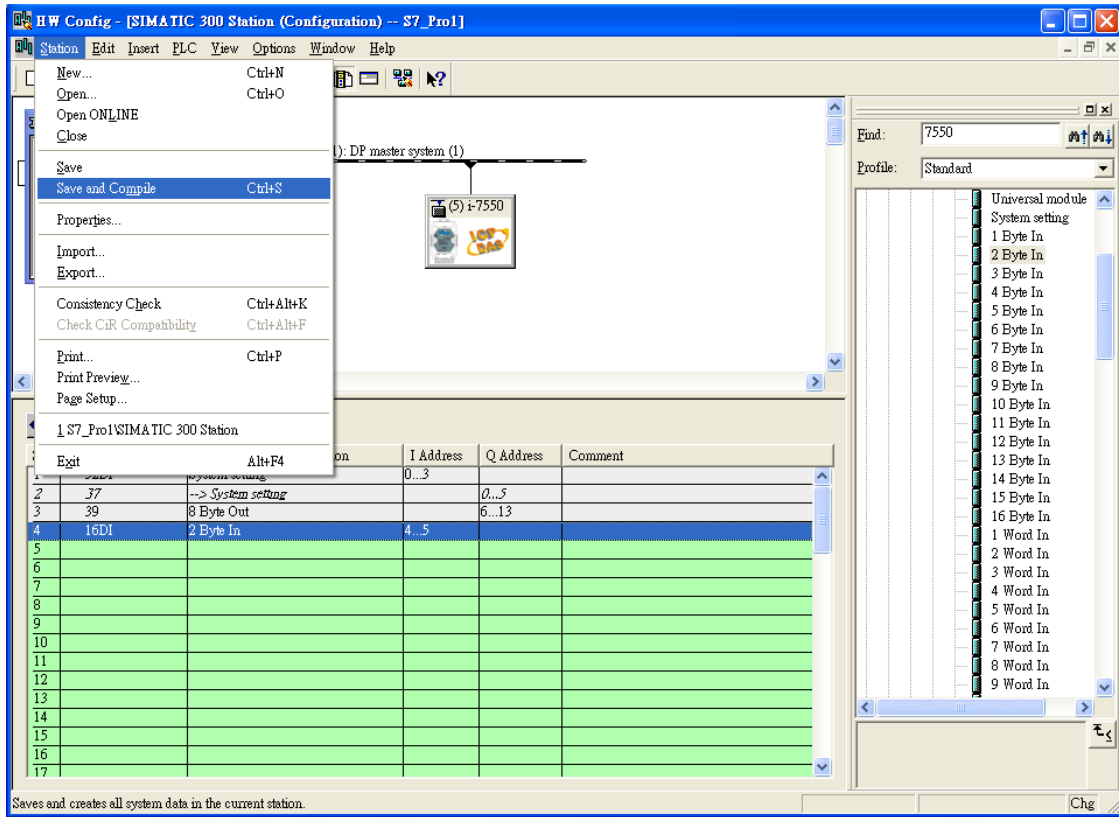 HW Config - [SIMATIC 300 Station (Configuration) -- S7_Pro1]
Station Edit Insert PLC View Options Window Help
New... Ctrl+N
Open... Ctrl+O
Open ONLINE
Close
Save
Save and Compile Ctrl+S
Properties...
Import...
Export...
Consistency Check Ctrl+Alt+K
Check CiR Compatibility Ctrl+Alt+F
Print... Ctrl+P
Print Preview...
Page Setup...
1 S7_Pro1\SIMATIC 300 Station
Exit Alt+F4
1): DP master system (1)
(5) i-7550
ICP
DAS
Find: 7550
Profile: Standard
Universal module
System setting
1 Byte In
2 Byte In
3 Byte In
4 Byte In
5 Byte In
6 Byte In
7 Byte In
8 Byte In
9 Byte In
10 Byte In
11 Byte In
12 Byte In
13 Byte In
14 Byte In
15 Byte In
16 Byte In
1 Word In
2 Word In
3 Word In
4 Word In
5 Word In
6 Word In
7 Word In
8 Word In
9 Word In
on I Address Q Address Comment
1 32DI System setting 0...3
2 37 --> System setting 0...5
3 39 8 Byte Out 6...13
4 16DI 2 Byte In 4...5
5
6
7
8
9
10
11
12
13
14
15
16
17
Saves and creates all system data in the current station.
Chg